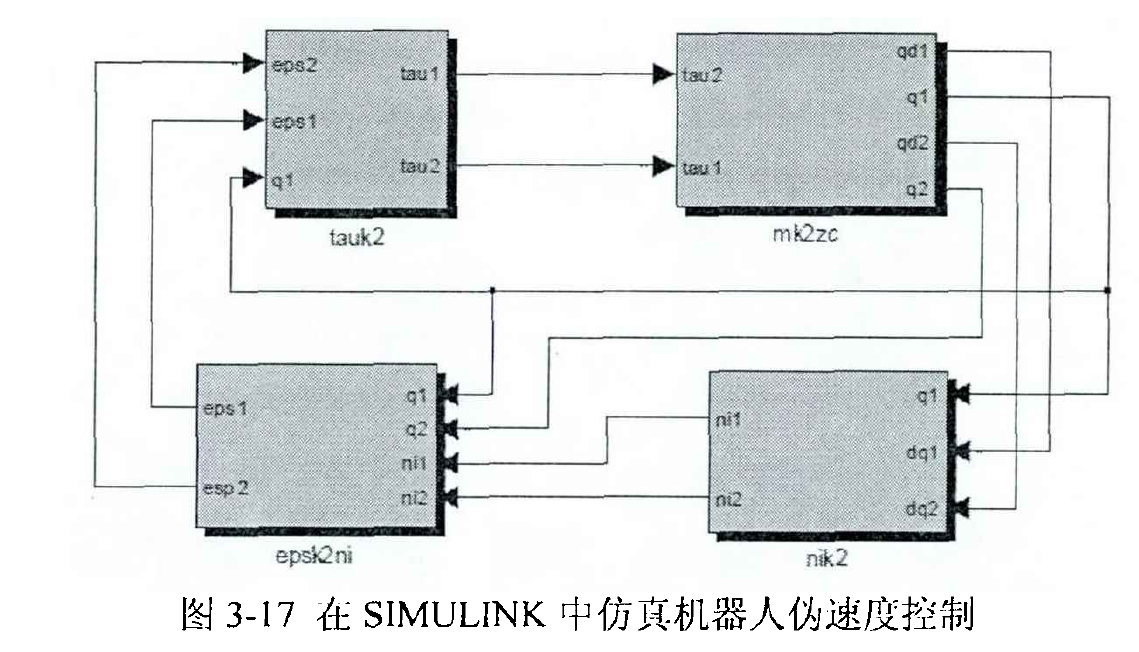 eps2
eps1
q1
tau1
tau2
tauk2
tau2
tau1
qd1
q1
qd2
q2
mk2zc
eps1
esp2
q1
q2
ni1
ni2
epsk2ni
ni1
ni2
q1
dq1
dq2
nik2
图 3-17 在 SIMULINK 中仿真机器人伪速度控制